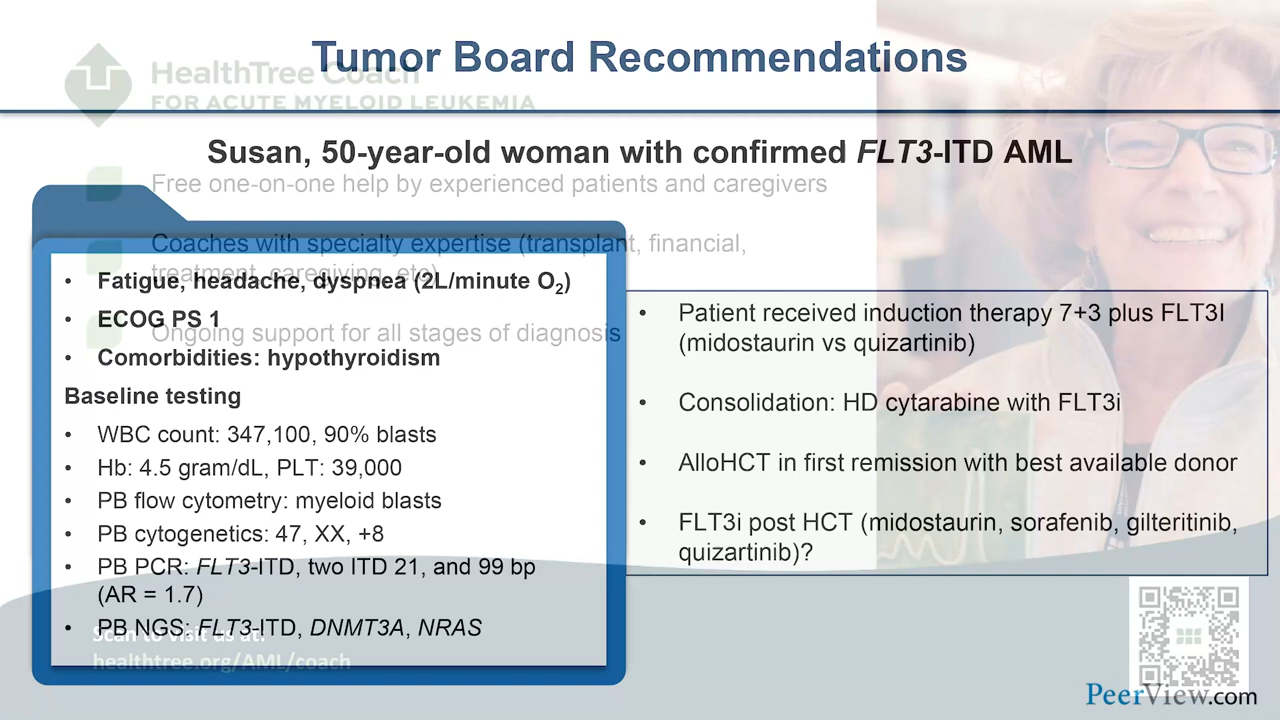 Tumor Board Recommendations
HealthTree Coach
FOR ACUTE MYELOID LEUKEMIA
Susan, 50-year-old woman with confirmed FLT3-ITD AML
Free one-on-one help by experienced patients and caregivers
Coaches with specialty expertise (transplant, financial,
treatment, caregiving, etc)
Ongoing support for all stages of diagnosis
• Fatigue, headache, dyspnea (2L/minute O₂)
• ECOG PS 1
• Comorbidities: hypothyroidism
Baseline testing
• WBC count: 347,100, 90% blasts
• Hb: 4.5 gram/dL, PLT: 39,000
• PB flow cytometry: myeloid blasts
• PB cytogenetics: 47, XX, +8
• PB PCR: FLT3-ITD, two ITD 21, and 99 bp
(AR = 1.7)
• PB NGS: FLT3-ITD, DNMT3A, NRAS
• Patient received induction therapy 7+3 plus FLT3I
(midostaurin vs quizartinib)
• Consolidation: HD cytarabine with FLT3i
• AlloHCT in first remission with best available donor
• FLT3i post HCT (midostaurin, sorafenib, gilteritinib,
quizartinib)?
Scan to visit us at:
healthtree.org/AML/coach
PeerView.com